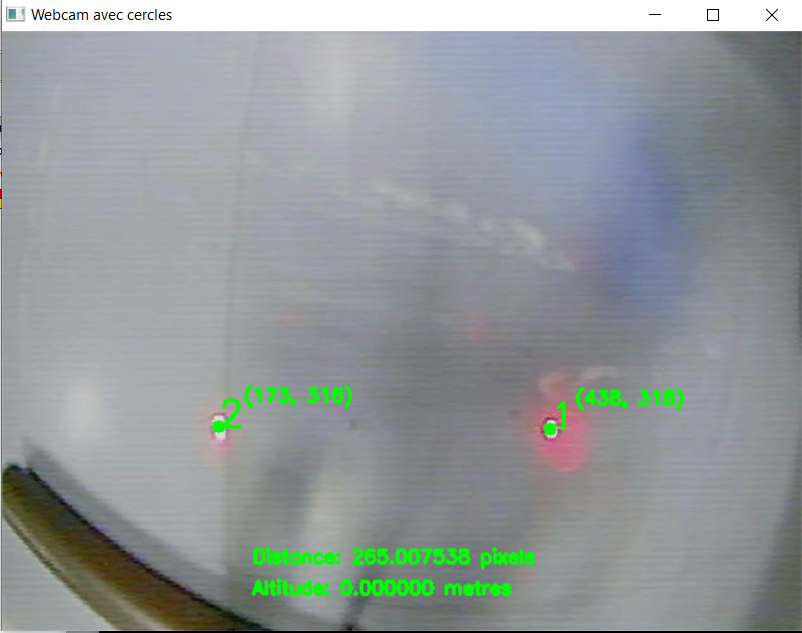 Webcam avec cercles
2 (173, 316)
1 (438, 318)
Distance: 265.007538 pixels
Altitude: 0.000000 metres